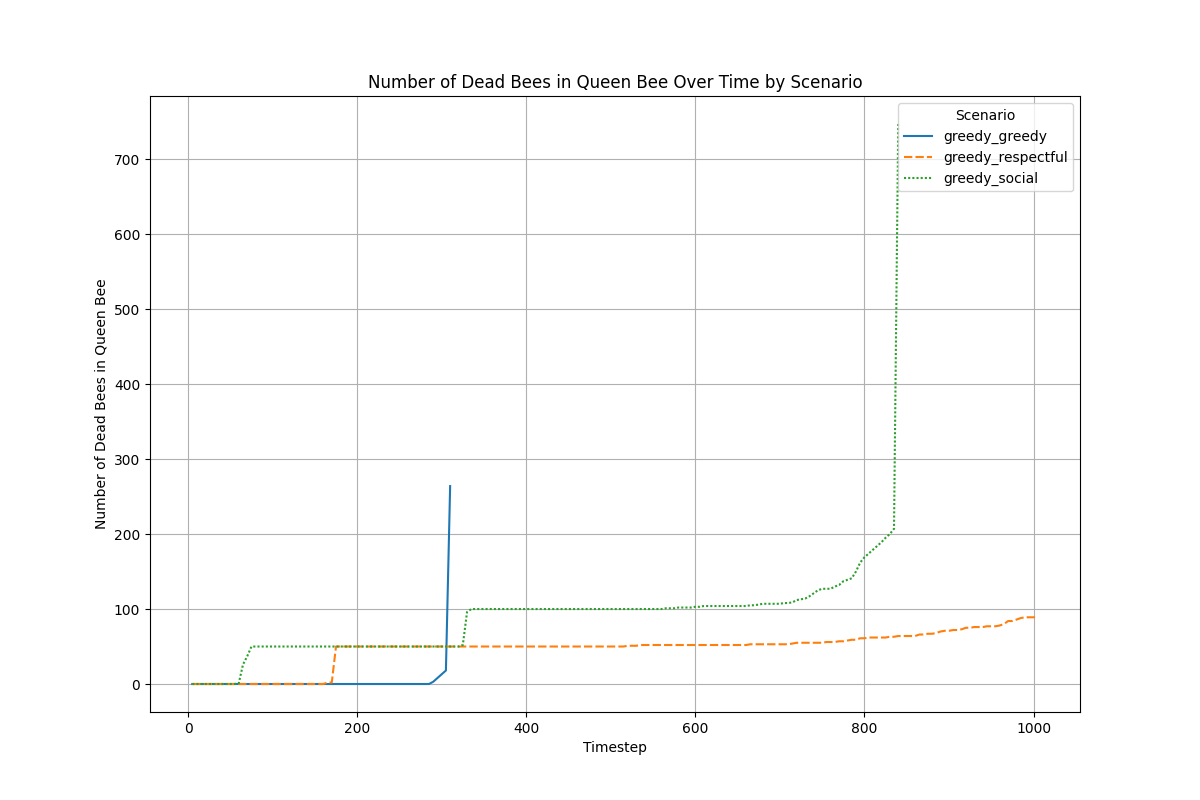 Number of Dead Bees in Queen Bee Over Time by Scenario
Scenario
greedy_greedy
greedy_respectful
greedy_social
Number of Dead Bees in Queen Bee
700
600
500
400
300
200
100
0
0 200 400 600 800 1000
Timestep